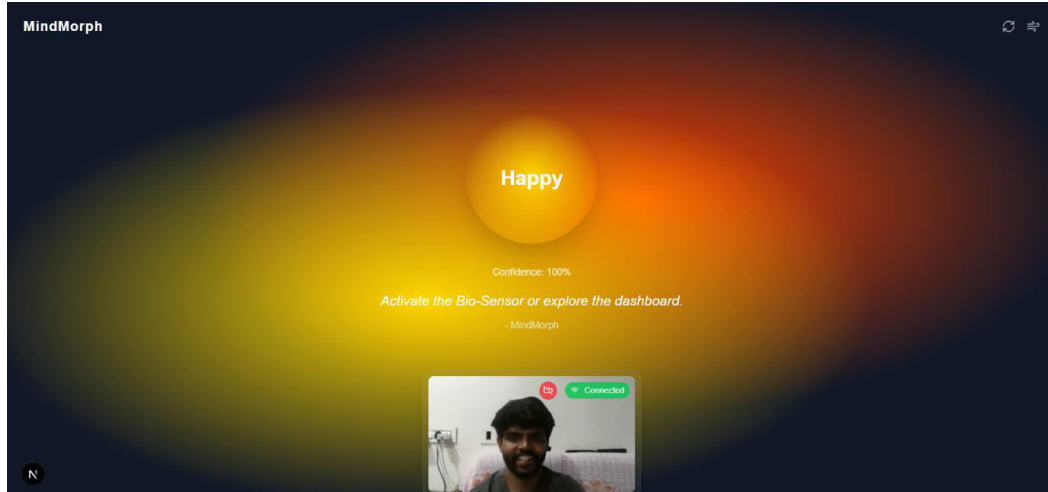 MindMorph
Happy
Confidence: 100%
Activate the Bio-Sensor or explore the dashboard.
- MindMorph
Connected
N